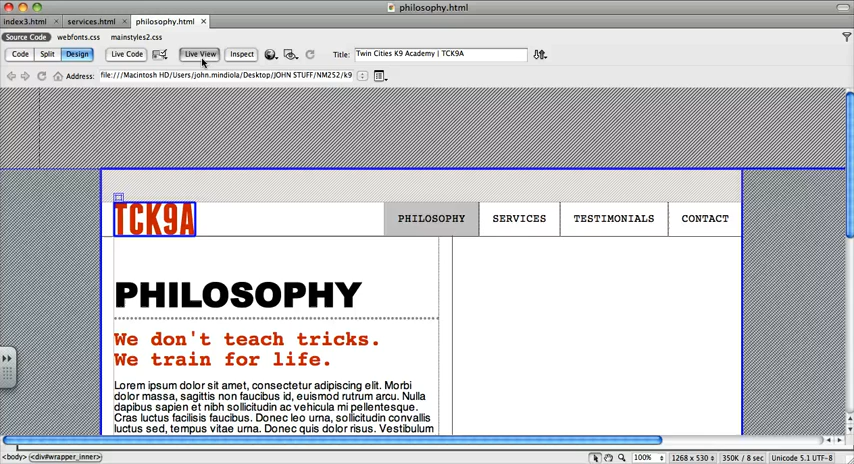 philosophy.html
index3.html
services.html
philosophy.html
Source Code
webfonts.css
mainstyles2.css
Code
Split
Design
Live Code
Live View
Inspect
Title:
Twin Cities K9 Academy | TCK9A
Address:
file:///Macintosh HD/Users/john.mindiola/Desktop/JOHN STUFF/NM252/k9
TCK9A
PHILOSOPHY
SERVICES
TESTIMONIALS
CONTACT
PHILOSOPHY
We don't teach tricks.
We train for life.
Lorem ipsum dolor sit amet, consectetur adipiscing elit. Morbi
dolor massa, sagittis non faucibus id, euismod rutrum arcu. Nulla
dapibus sapien et nibh sollicitudin ac vehicula mi pellentesque.
Cras luctus facilisis faucibus. Donec leo urna, sollicitudin convallis
luctus sed, tempus vitae urna. Donec quis dolor risus. Vestibulum
<body>
<div#wrapper_inner>
100%
1268 x 530
350K / 8 sec
Unicode 5.1 UTF-8